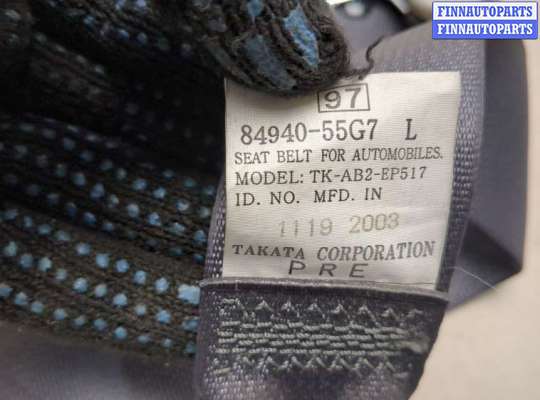 FINNAUTOPARTS
FINNAUTOPARTS
97
84940-55G7 L
SEAT BELT FOR AUTOMOBILES.
MODEL: TK-AB2-EP517
ID. NO. MFD. IN
1119 2003
TAKATA CORPORATION
PRE